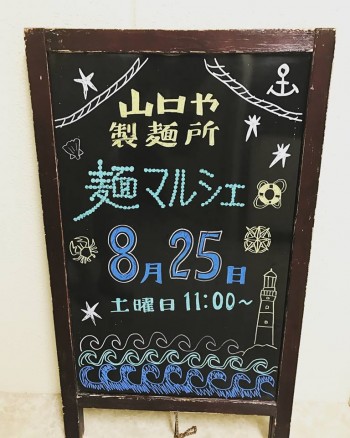 山口や
製麺所
麺マルシェ
8月25日
土曜日 11:00〜